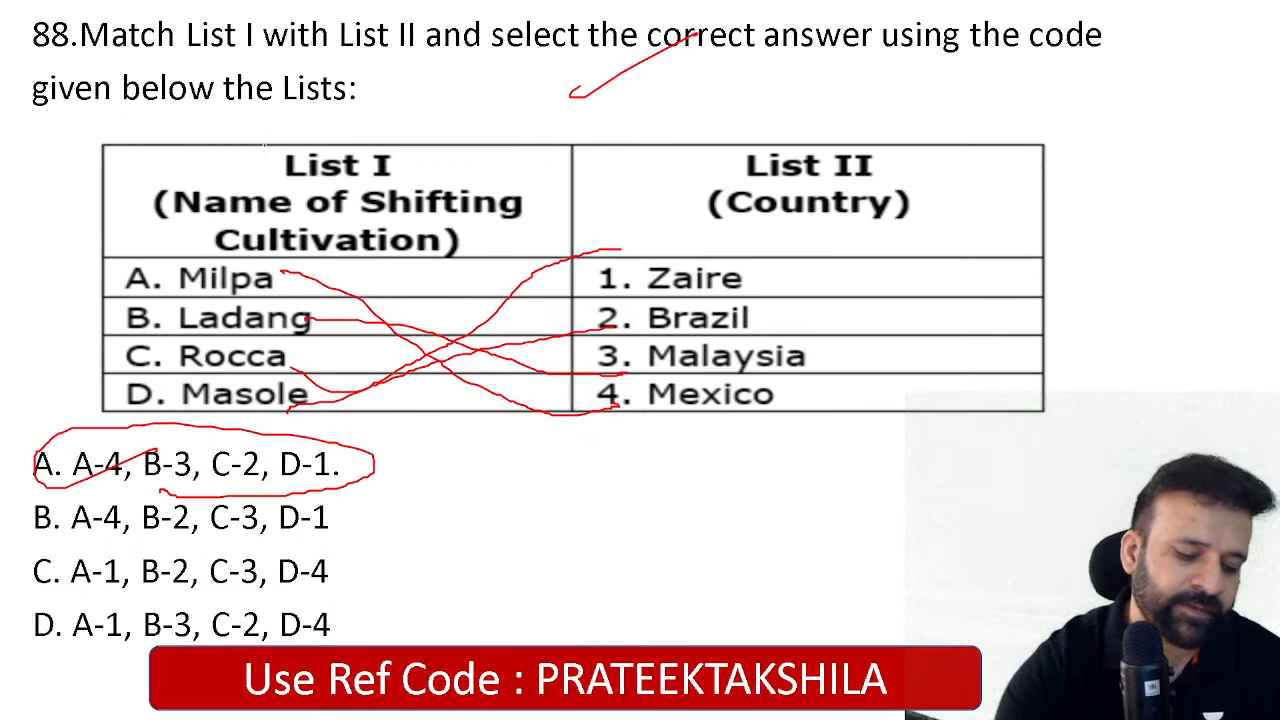 88.Match List I with List II and select the correct answer using the code
given below the Lists:
List I
(Name of Shifting
Cultivation)
List II
(Country)
A. Milpa
1. Zaire
B. Ladang
2. Brazil
C. Rocca
3. Malaysia
D. Masole
4. Mexico
A. A-4, B-3, C-2, D-1.
B. A-4, B-2, C-3, D-1
C. A-1, B-2, C-3, D-4
D. A-1, B-3, C-2, D-4
Use Ref Code : PRATEEKTAKSHILA